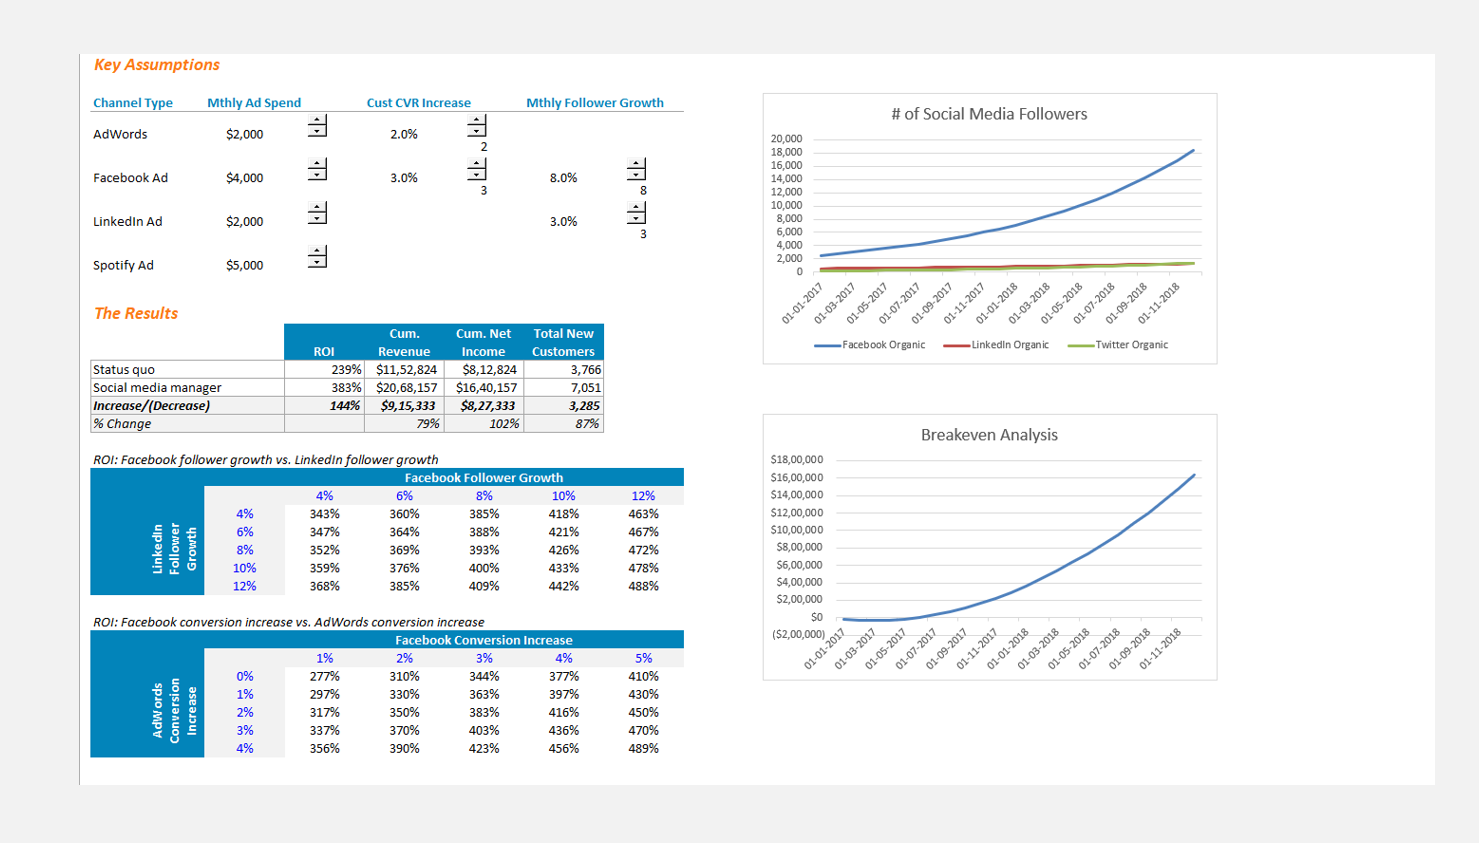 Key Assumptions
Channel Type Mthly Ad Spend Cust CVR Increase Mthly Follower Growth
AdWords $2,000 2.0%
2
Facebook Ad $4,000 3.0% 8.0%
3 8
LinkedIn Ad $2,000 3.0%
3
Spotify Ad $5,000
The Results
Cum. Cum. Net Total New
ROI Revenue Income Customers
Status quo 239% $11,52,824 $8,12,824 3,766
Social media manager 383% $20,68,157 $16,40,157 7,051
Increase/(Decrease) 144% $9,15,333 $8,27,333 3,285
% Change 79% 102% 87%
ROI: Facebook follower growth vs. LinkedIn follower growth
Facebook Follower Growth
4% 6% 8% 10% 12%
LinkedIn
Follower
Growth
4% 343% 360% 385% 418% 463%
6% 347% 364% 388% 421% 467%
8% 352% 369% 393% 426% 472%
10% 359% 376% 400% 433% 478%
12% 368% 385% 409% 442% 488%
ROI: Facebook conversion increase vs. AdWords conversion increase
Facebook Conversion Increase
1% 2% 3% 4% 5%
AdWords
Conversion
Increase
0% 277% 310% 344% 377% 410%
1% 297% 330% 363% 397% 430%
2% 317% 350% 383% 416% 450%
3% 337% 370% 403% 436% 470%
4% 356% 390% 423% 456% 489%
# of Social Media Followers
20,000
18,000
16,000
14,000
12,000
10,000
8,000
6,000
4,000
2,000
0
01-01-2017
01-03-2017
01-05-2017
01-07-2017
01-09-2017
01-11-2017
01-01-2018
01-03-2018
01-05-2018
01-07-2018
01-09-2018
01-11-2018
Facebook Organic LinkedIn Organic Twitter Organic
Breakeven Analysis
$18,00,000
$16,00,000
$14,00,000
$12,00,000
$10,00,000
$8,00,000
$6,00,000
$4,00,000
$2,00,000
$0
($2,00,000)
01-01-2017
01-03-2017
01-05-2017
01-07-2017
01-09-2017
01-11-2017
01-01-2018
01-03-2018
01-05-2018
01-07-2018
01-09-2018
01-11-2018